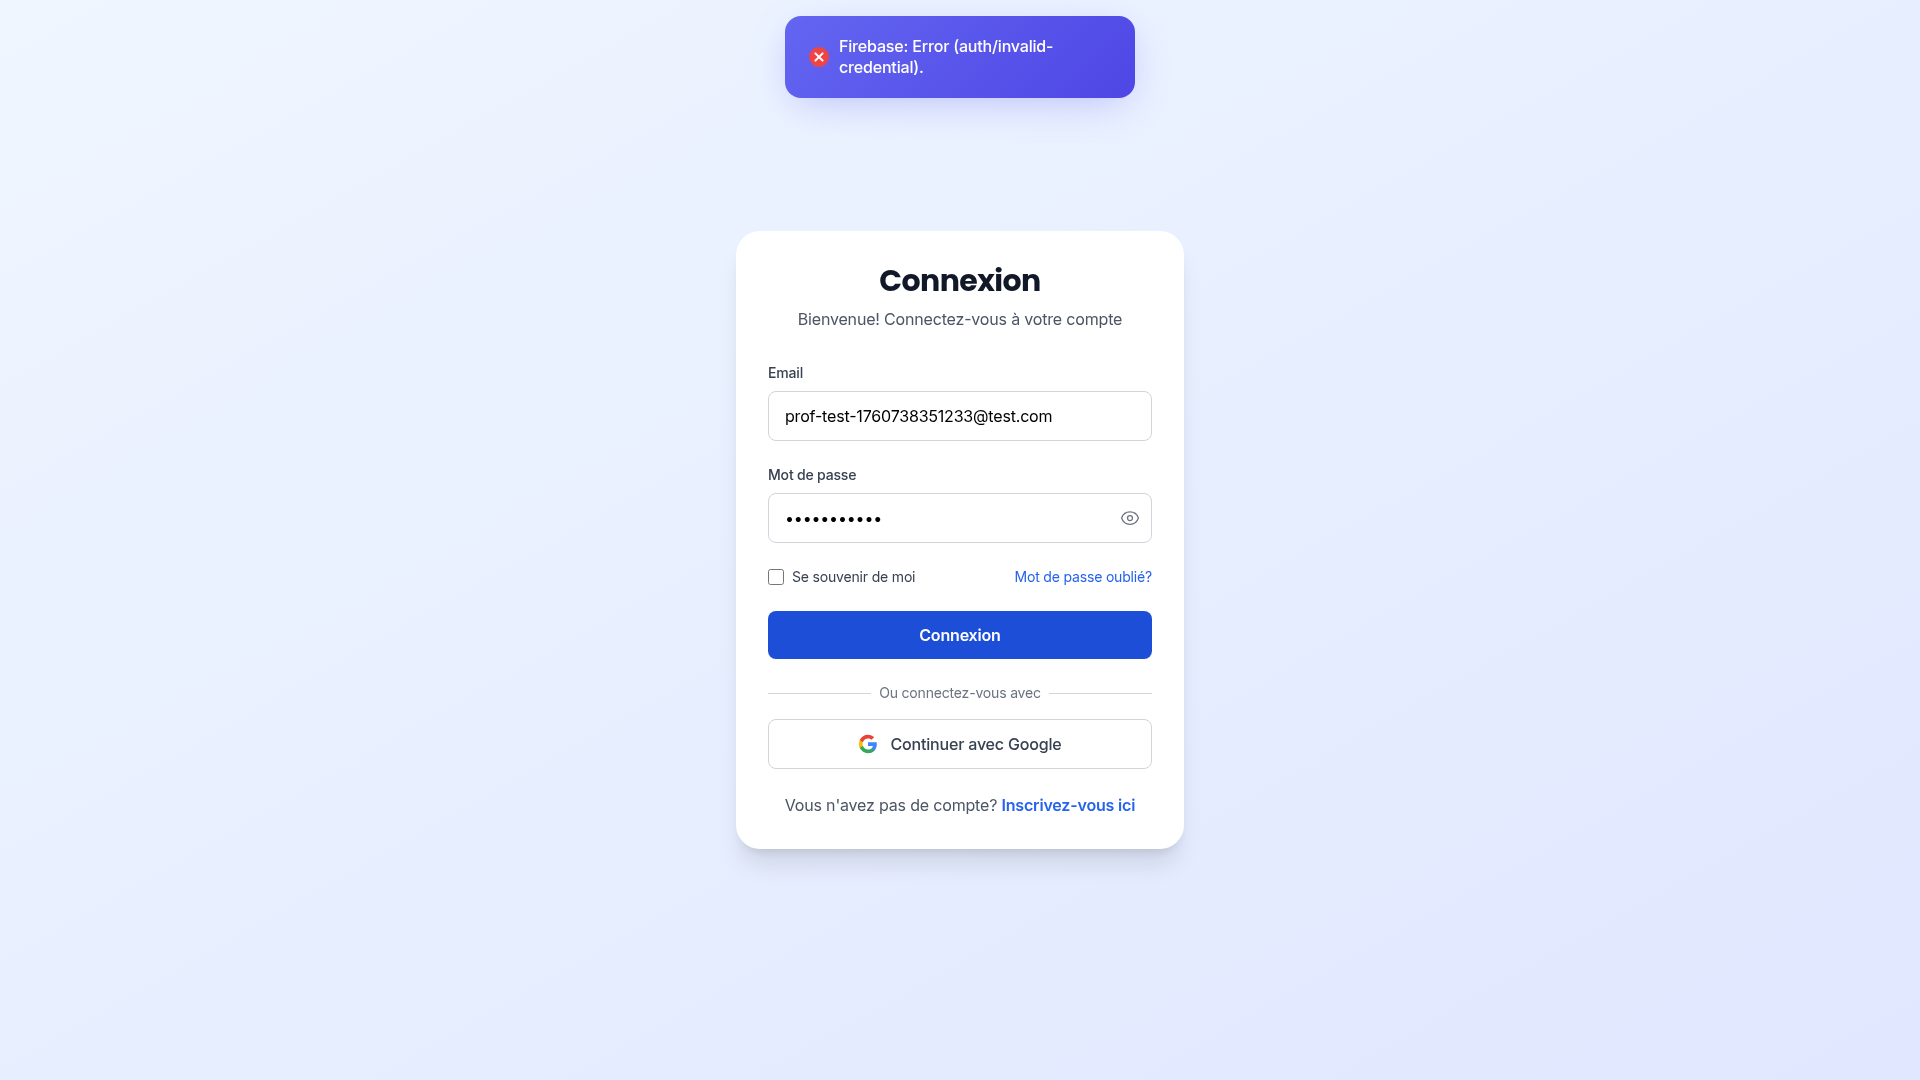 Firebase: Error (auth/invalid-
credential).
Connexion
Bienvenue! Connectez-vous à votre compte
Email
prof-test-1760738351233@test.com
Mot de passe
•••••••••••
Se souvenir de moi
Mot de passe oublié?
Connexion
Ou connectez-vous avec
Continuer avec Google
Vous n'avez pas de compte? Inscrivez-vous ici